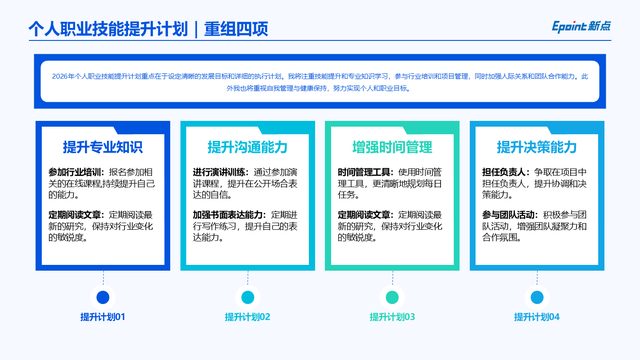 个人职业技能提升计划｜重组四项
Epoint新点
2026年个人职业技能提升计划重点在于设定清晰的发展目标和详细的执行计划。我将注重技能提升和专业知识学习，参与行业培训和项目管理，同时加强人际关系和团队合作能力。此
外我也将重视自我管理与健康保持，努力实现个人和职业目标。
提升专业知识
参加行业培训：报名参加相
关的在线课程,持续提升自己
的能力。
定期阅读文章：定期阅读最
新的研究，保持对行业变化
的敏锐度。
提升计划01
提升沟通能力
进行演讲训练：通过参加演
讲课程，提升在公开场合表
达的自信。
加强书面表达能力：定期进
行写作练习，提升自己的表
达能力。
提升计划02
增强时间管理
时间管理工具：使用时间管
理工具，更清晰地规划每日
任务。
定期阅读文章：定期阅读最
新的研究，保持对行业变化
的敏锐度。
提升计划03
提升决策能力
担任负责人：争取在项目中
担任负责人，提升协调和决
策能力。
参与团队活动：积极参与团
队活动，增强团队凝聚力和
合作氛围。
提升计划04